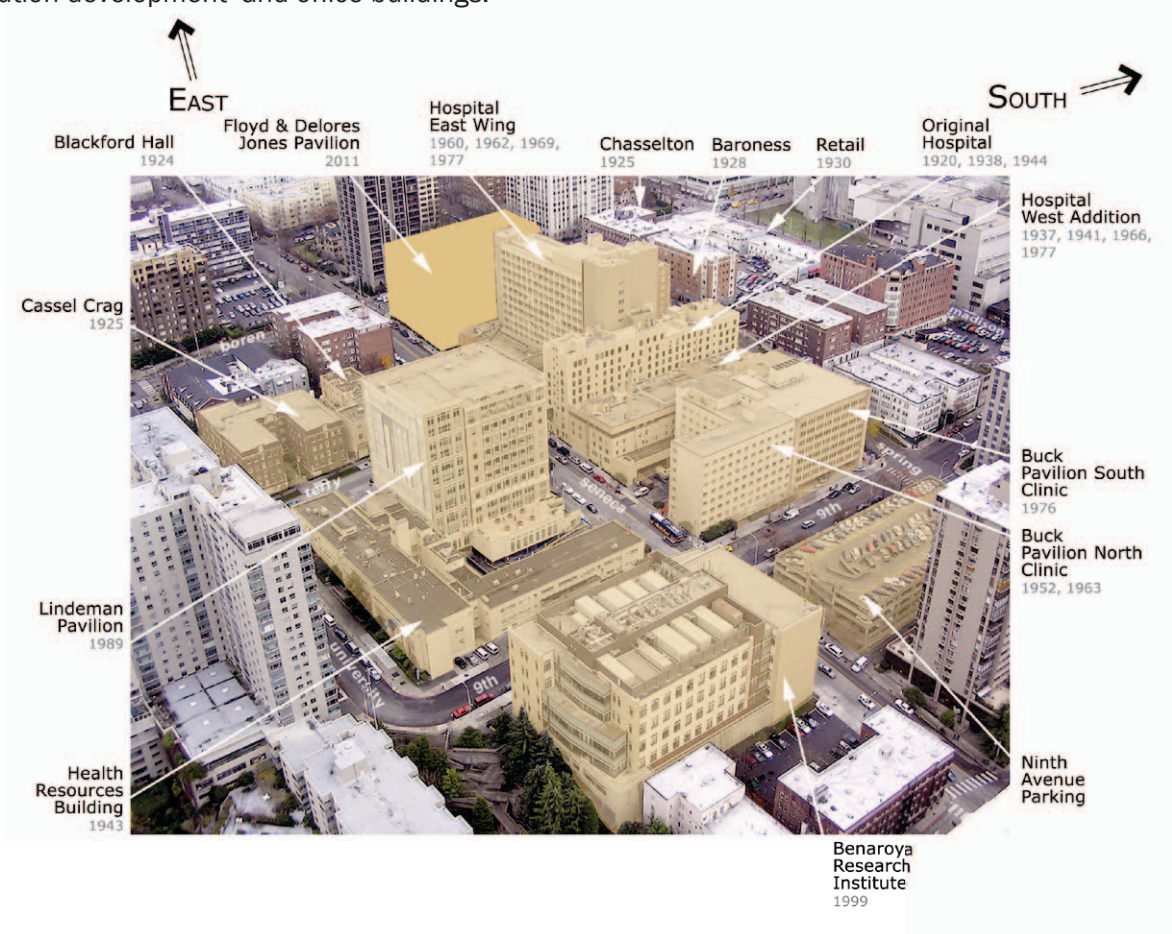 ation development and office buildings.
EAST
SOUTH
Blackford Hall
1924
Floyd & Delores
Jones Pavilion
2011
Hospital
East Wing
1960, 1962, 1969,
1977
Chasselton
1925
Baroness
1928
Retail
1930
Original
Hospital
1920, 1938, 1944
Hospital
West Addition
1937, 1941, 1966,
1977
Cassel Crag
1925
boren
madison
terry
seneca
spring
9th
Buck
Pavilion South
Clinic
1976
Buck
Pavilion North
Clinic
1952, 1963
Lindeman
Pavilion
1989
university
9th
Health
Resources
Building
1943
Ninth
Avenue
Parking
Benaroya
Research
Institute
1999